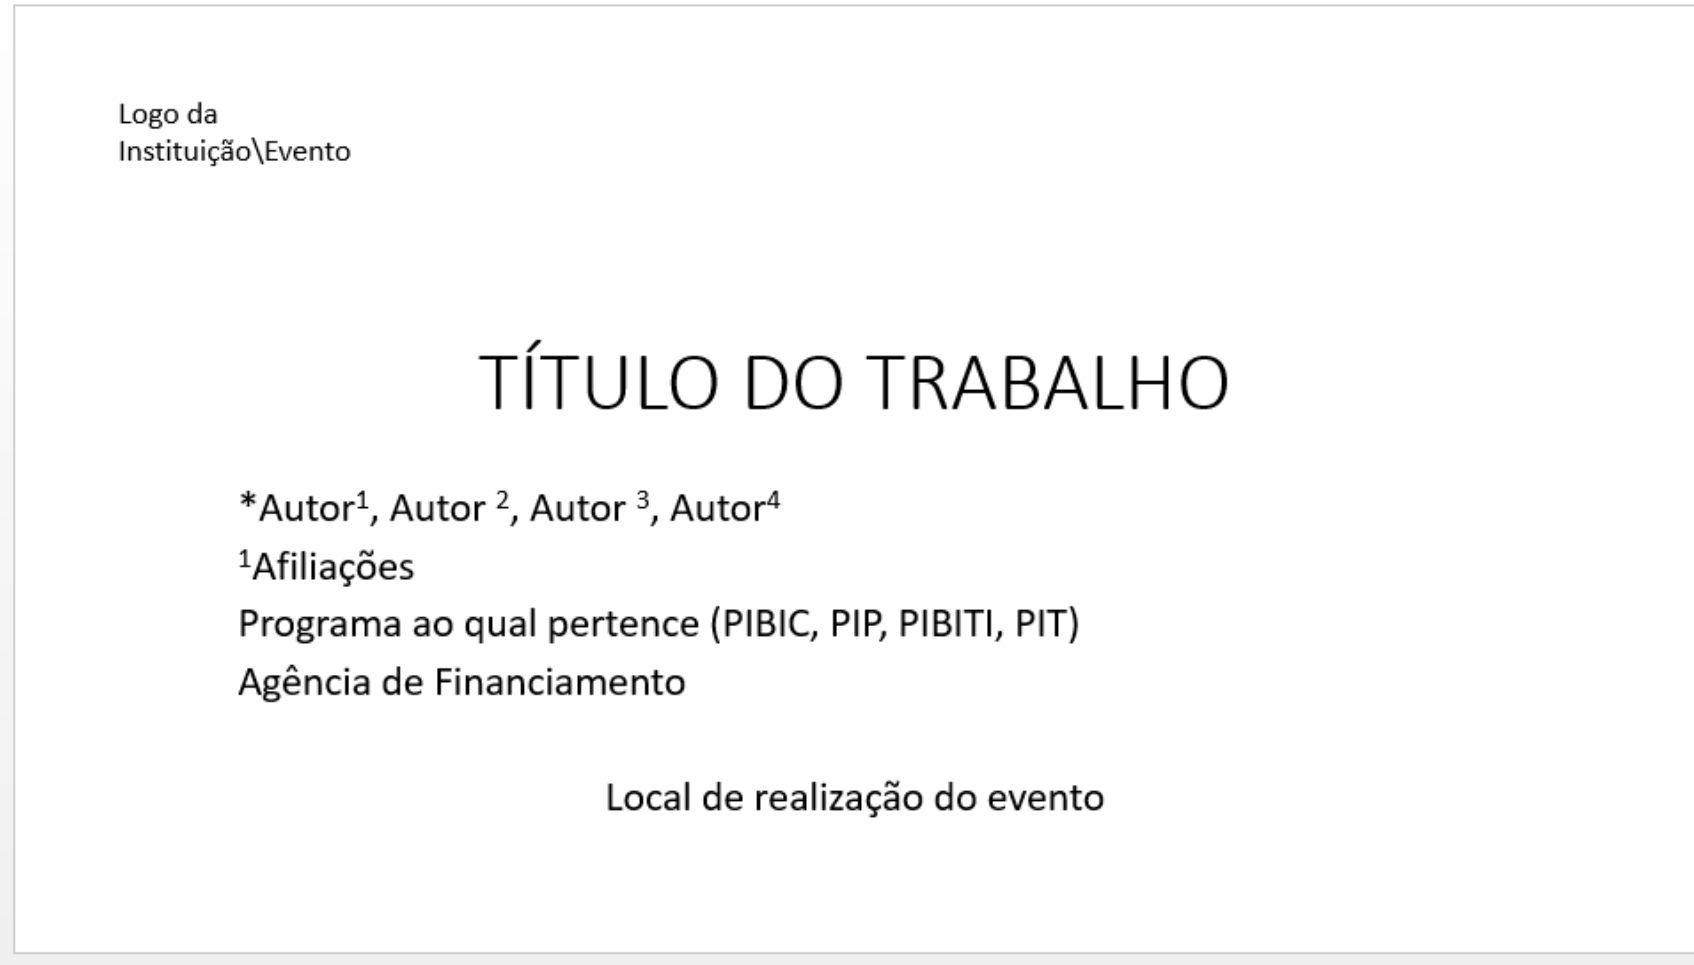 Logo da
Instituição\Evento
TÍTULO DO TRABALHO
*Autor¹, Autor ², Autor ³, Autor⁴
¹Afiliações
Programa ao qual pertence (PIBIC, PIP, PIBITI, PIT)
Agência de Financiamento
Local de realização do evento